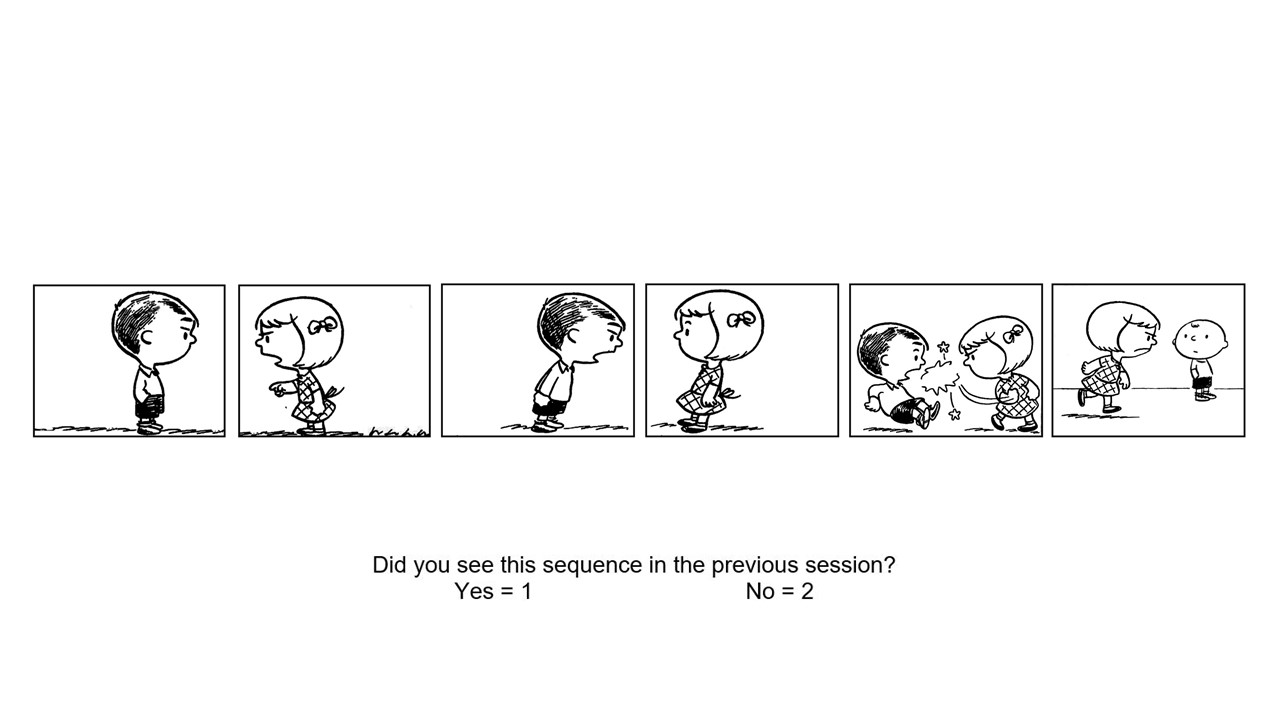 Did you see this sequence in the previous session?
Yes = 1 No = 2